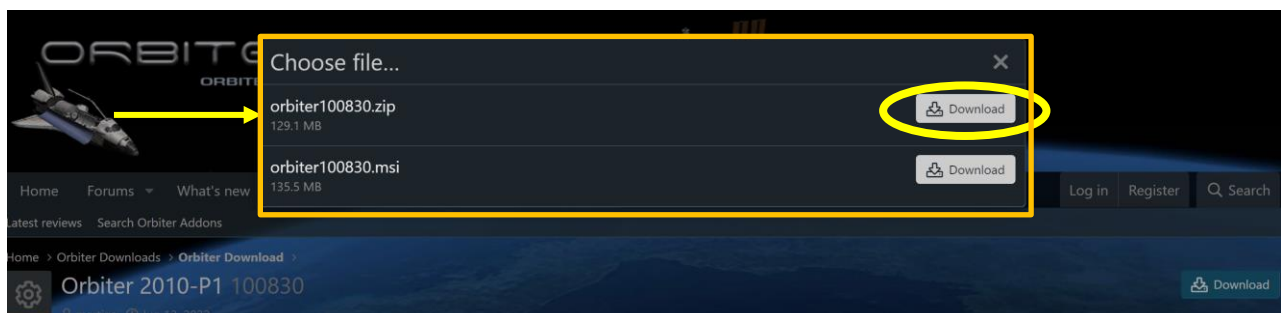 ORBITE
ORBITE
Choose file...
orbiter100830.zip
129.1 MB
Download
orbiter100830.msi
135.5 MB
Download
Home Forums What's new
Log in Register Search
Latest reviews Search Orbiter Addons
Home > Orbiter Downloads > Orbiter Download >
Orbiter 2010-P1 100830
Download